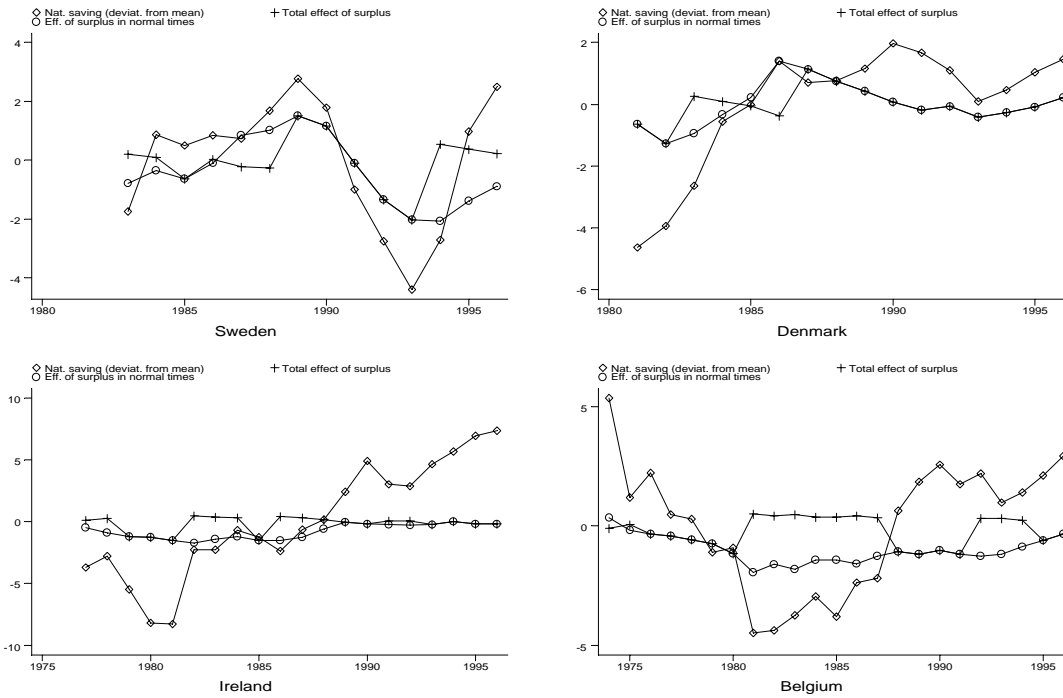 Nat. saving (deviat. from mean) Total effect of surplus
Eff. of surplus in normal times
4
2
0
-2
-4
1980 1985 1990 1995
Sweden
Nat. saving (deviat. from mean) Total effect of surplus
Eff. of surplus in normal times
2
0
-2
-4
-6
1980 1985 1990 1995
Denmark
Nat. saving (deviat. from mean) Total effect of surplus
Eff. of surplus in normal times
10
5
0
-5
-10
1975 1980 1985 1990 1995
Ireland
Nat. saving (deviat. from mean) Total effect of surplus
Eff. of surplus in normal times
5
0
-5
1975 1980 1985 1990 1995
Belgium